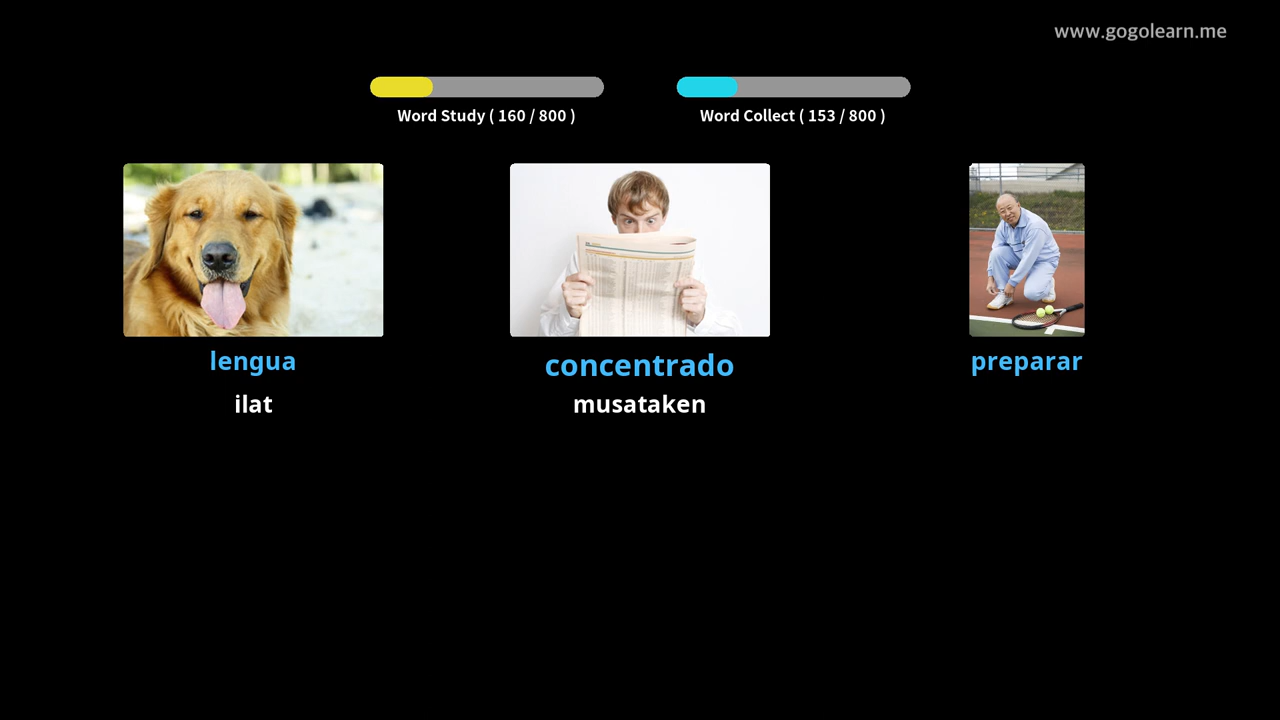 www.gogolearn.me
Word Study ( 160 / 800 )
Word Collect ( 153 / 800 )
lengua
concentrado
preparar
ilat
musataken